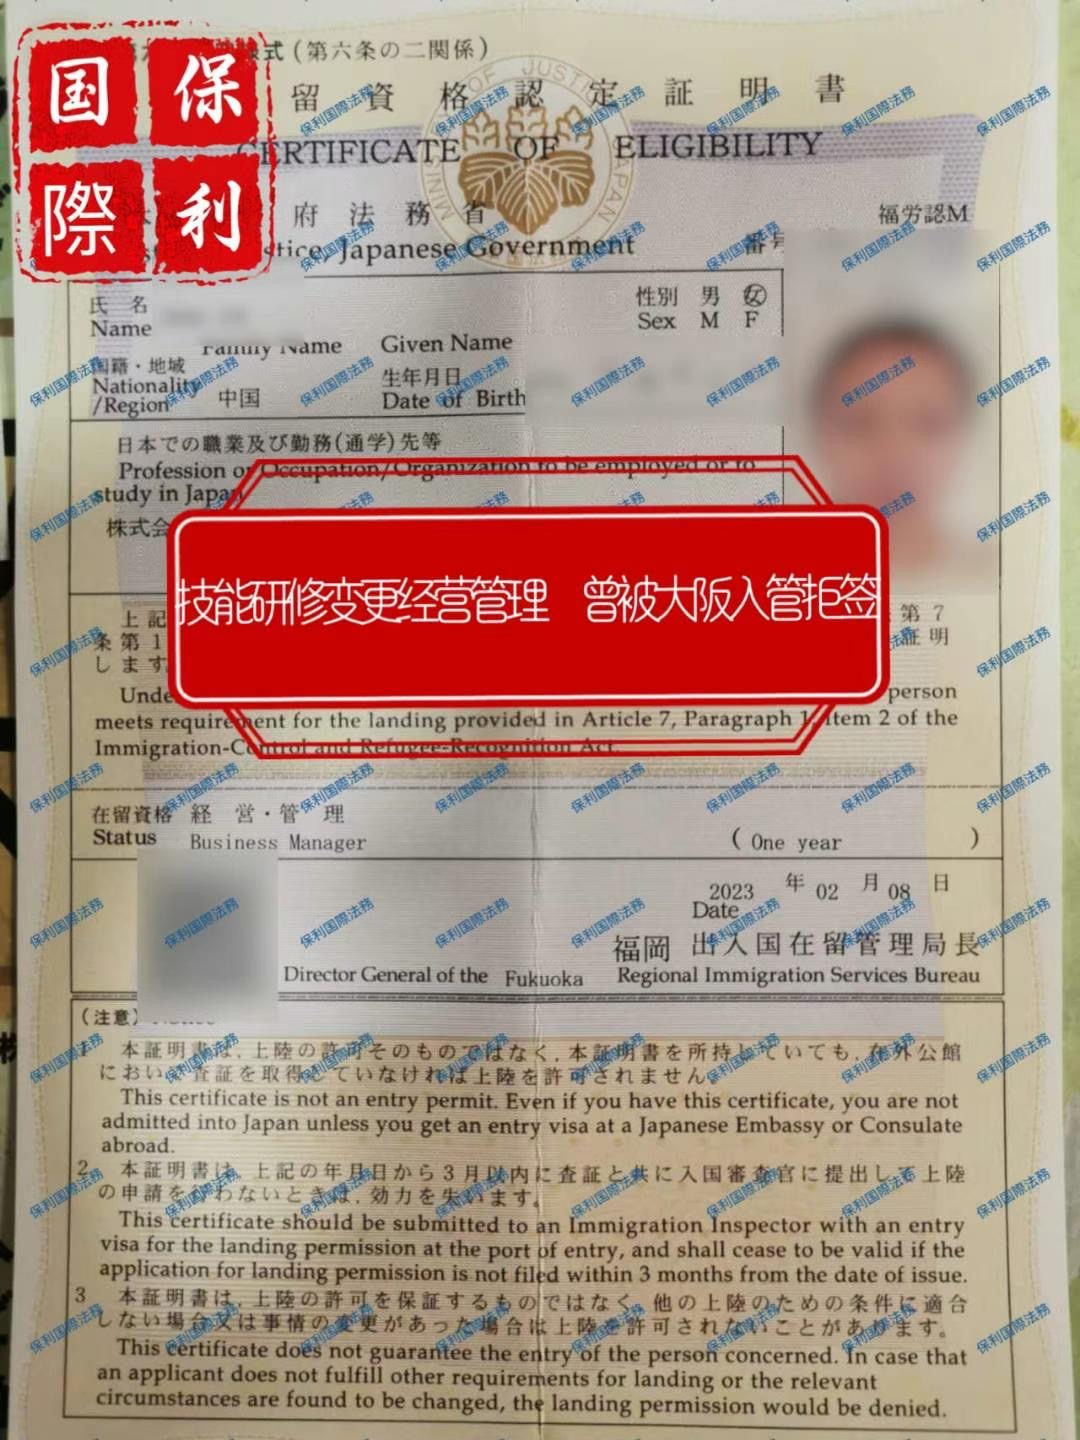 国保
際利
式(第六条の二関係)
留資格認定証明書
CERTIFICATE OF ELIGIBILITY
府法務省
福労認M
Japanese Government
番号
氏名
Name
Family Name Given Name
性別 男 女
Sex M F
国籍・地域
Nationality
/Region
中国
生年月日
Date of Birth
日本での職業及び勤務(通学)先等
Profession or Occupation/Organization to be employed or to
study in Japan
株式会
技能研修变更经营管理 曾被大阪入管拒签
上記
第7
条第1
証明
します
Unde
person
meets requirement for the landing provided in Article 7, Paragraph 1, Item 2 of the
Immigration-Control and Refugee-Recognition Act.
在留資格 経営・管理
Status Business Manager
( One year )
2023 年 02 月 08 日
Date
福岡 出入国在留管理局長
Director General of the Fukuoka Regional Immigration Services Bureau
(注意) Notice
1 本証明書は、上陸の許可そのものではなく、本証明書を所持していても、在外公館
において査証を取得していなければ上陸を許可されません。
This certificate is not an entry permit. Even if you have this certificate, you are not
admitted into Japan unless you get an entry visa at a Japanese Embassy or Consulate
abroad.
2 本証明書は、上記の年月日から3月以内に査証と共に入国審査官に提出して上陸
の申請を行わないときは、効力を失います。
This certificate should be submitted to an Immigration Inspector with an entry
visa for the landing permission at the port of entry, and shall cease to be valid if the
application for landing permission is not filed within 3 months from the date of issue.
3 本証明書は、上陸の許可を保証するものではなく、他の上陸のための条件に適合
しない場合又は事情の変更があった場合は上陸を許可されないことがあります。
This certificate does not guarantee the entry of the person concerned. In case that
an applicant does not fulfill other requirements for landing or the relevant
circumstances are found to be changed, the landing permission would be denied.
保利国際法務